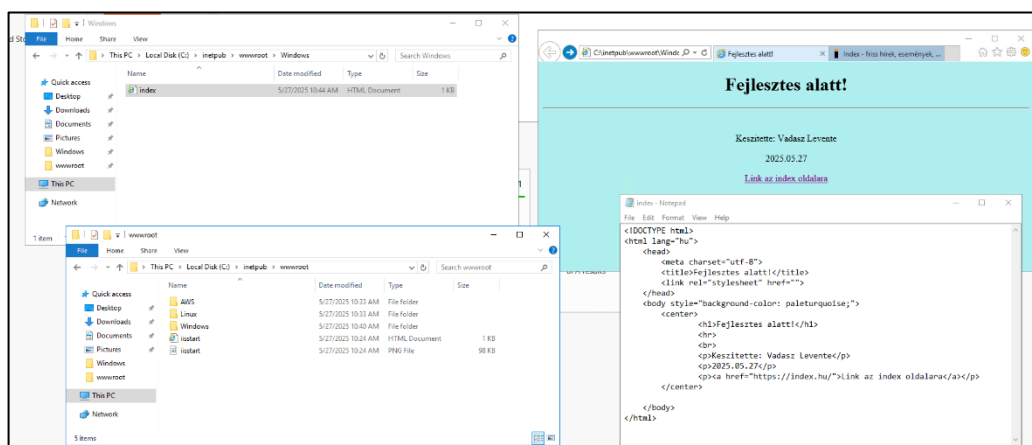 Windows
File Home Share View
This PC > Local Disk (C:) > inetpub > wwwroot > Windows
Search Windows
Name Date modified Type Size
Quick access
Desktop
Downloads
Documents
Pictures
Windows
wwwroot
This PC
Network
index 5/27/2025 10:44 AM HTML Document 1 KB
1 item
C:\inetpub\wwwroot\Windc
Fejlesztes alatt!
Index - friss hírek, események, ...
Fejlesztes alatt!
Keszitette: Vadasz Levente
2025.05.27
Link az index oldalara
wwwroot
File Home Share View
This PC > Local Disk (C:) > inetpub > wwwroot
Search wwwroot
Name Date modified Type Size
Quick access
Desktop
Downloads
Documents
Pictures
Windows
wwwroot
This PC
Network
AWS 5/27/2025 10:33 AM File folder
Linux 5/27/2025 10:33 AM File folder
Windows 5/27/2025 10:40 AM File folder
iisstart 5/27/2025 10:24 AM HTML Document 1 KB
iisstart 5/27/2025 10:24 AM PNG File 98 KB
5 items
index - Notepad
File Edit Format View Help
<!DOCTYPE html>
<html lang="hu">
<head>
<meta charset="utf-8">
<title>Fejlesztes alatt!</title>
<link rel="stylesheet" href="">
</head>
<body style="background-color: paleturquoise;">
<center>
<h1>Fejlesztes alatt!</h1>
<hr>
<br>
<p>Keszitette: Vadasz Levente</p>
<p>2025.05.27</p>
<p><a href="https://index.hu/">Link az index oldalara</a></p>
</center>
</body>
</html>